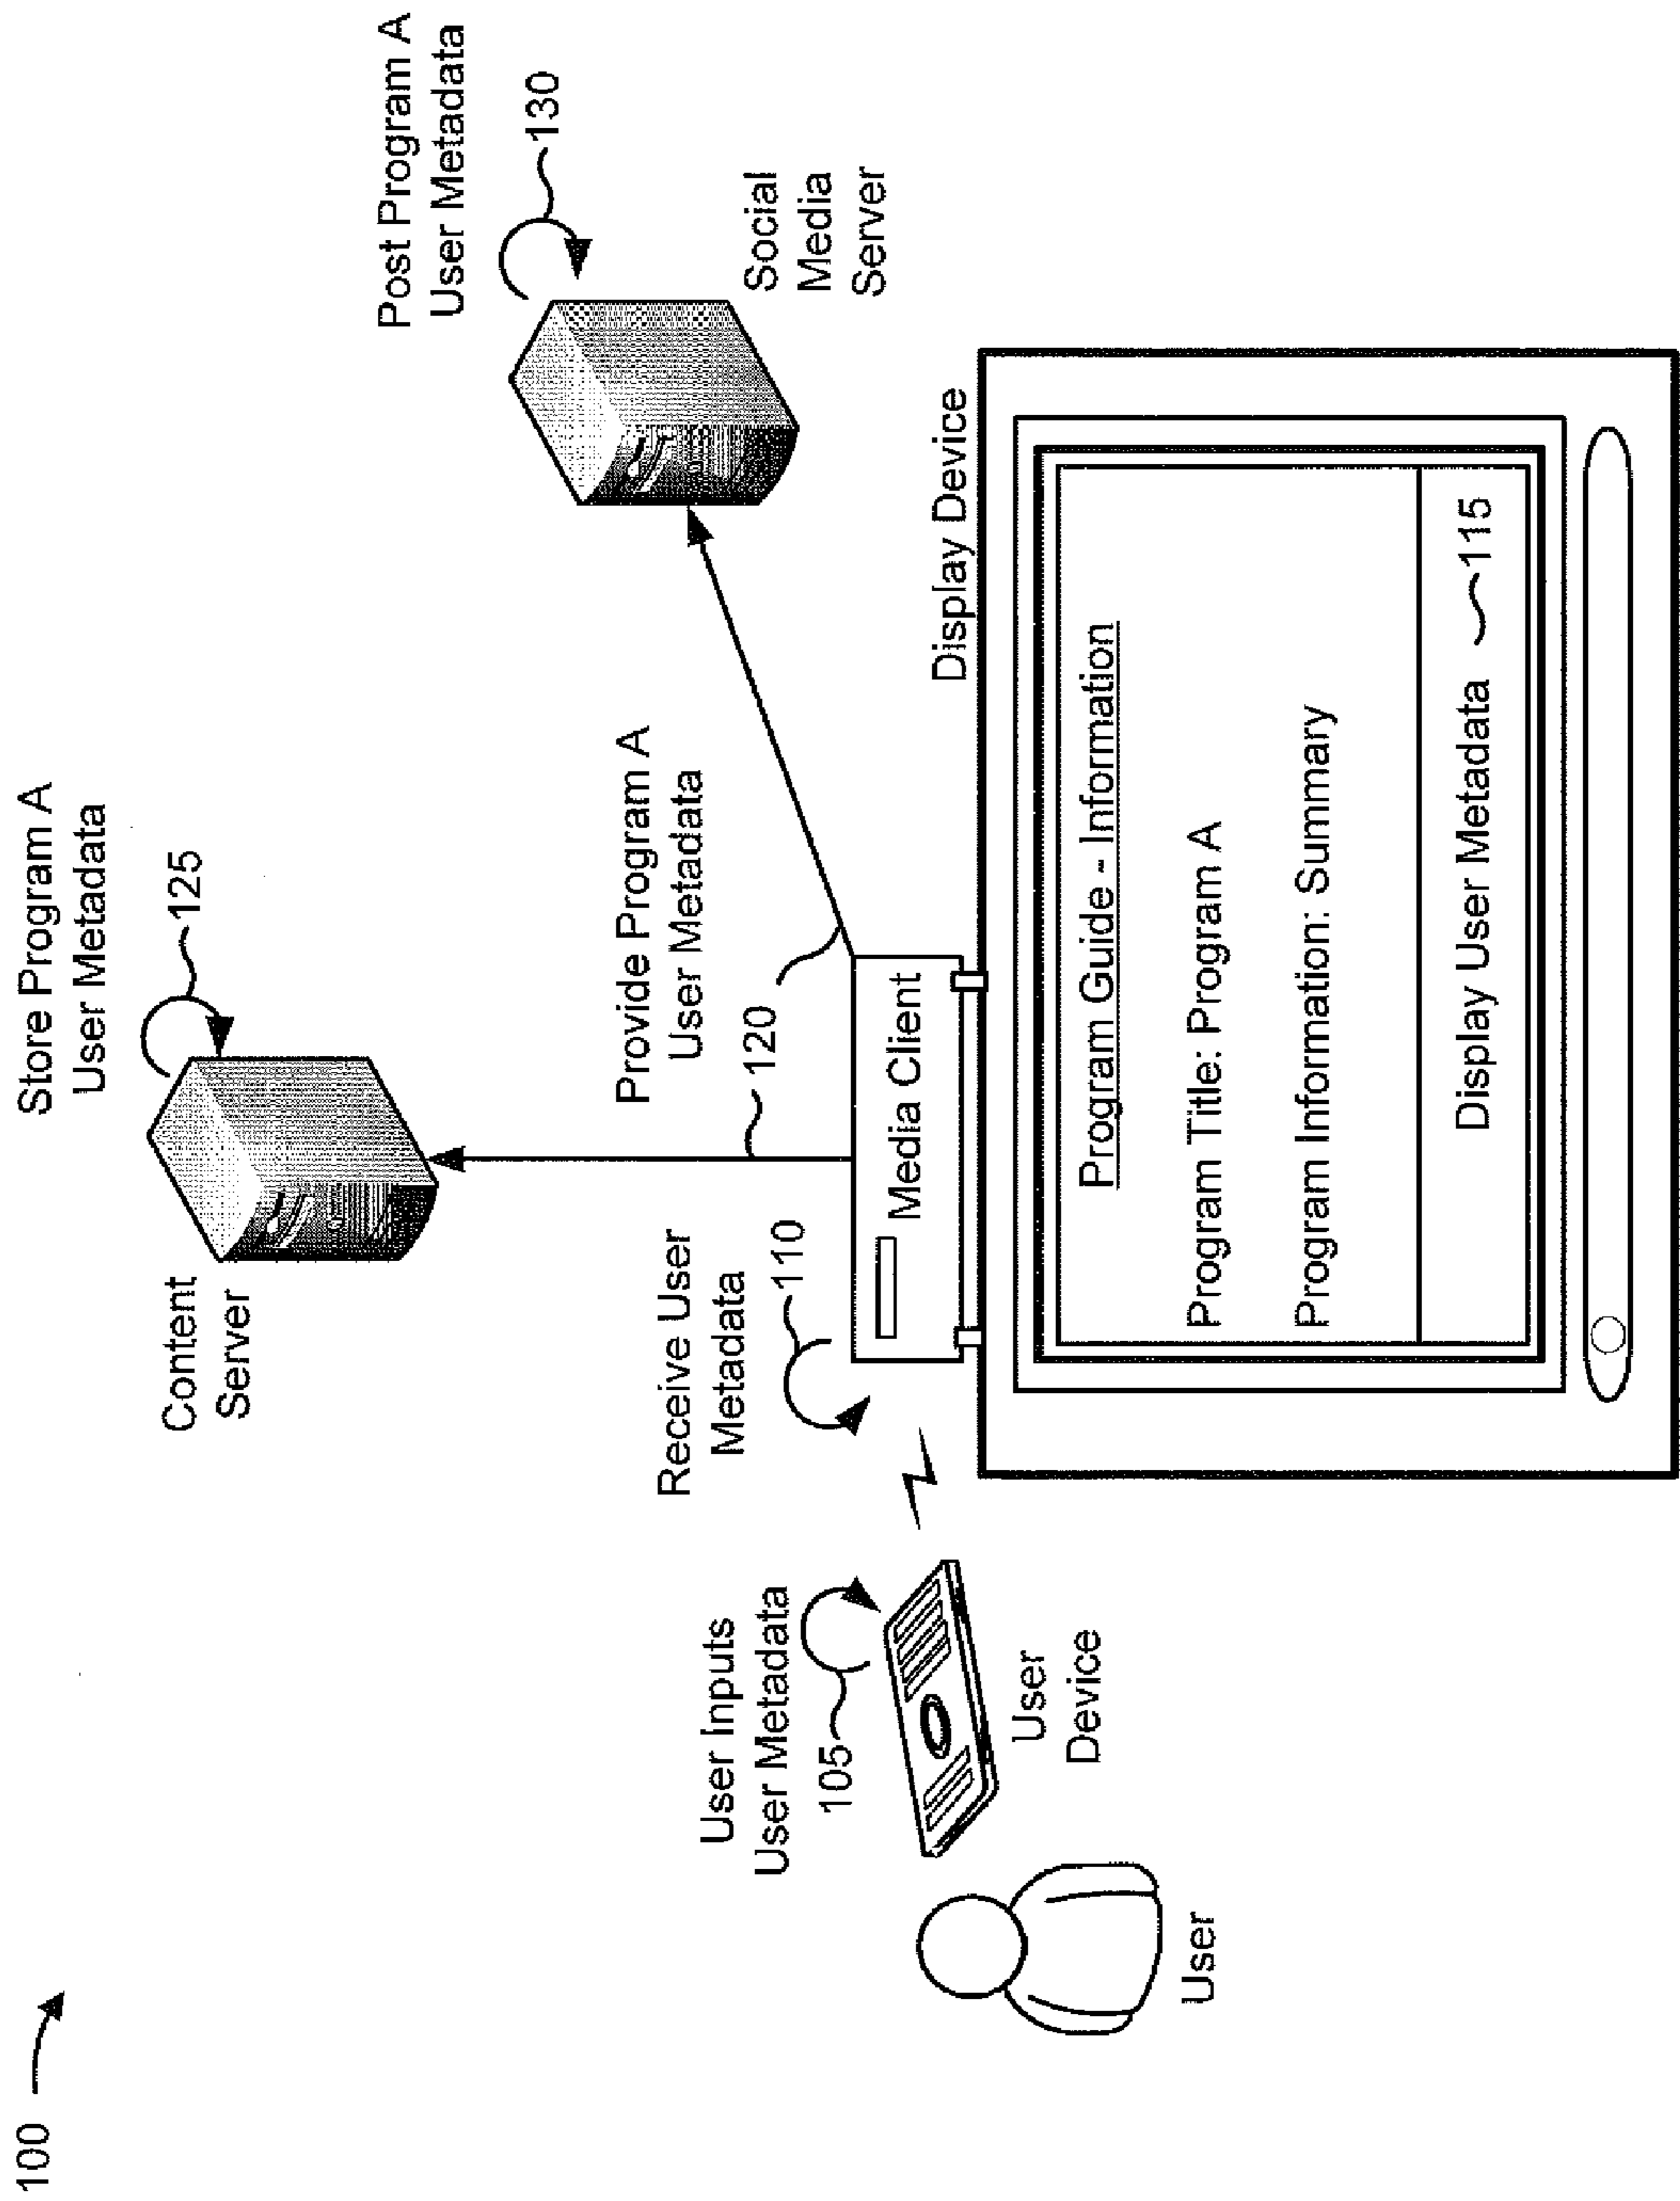 100
Store Program A
User Metadata
125
Content
Server
Post Program A
User Metadata
130
Social
Media
Server
Provide Program A
User Metadata
120
Receive User
Metadata
110
User Inputs
User Metadata
105
User
Device
User
Media Client
Display Device
Program Guide - Information
Program Title: Program A
Program Information: Summary
Display User Metadata
115